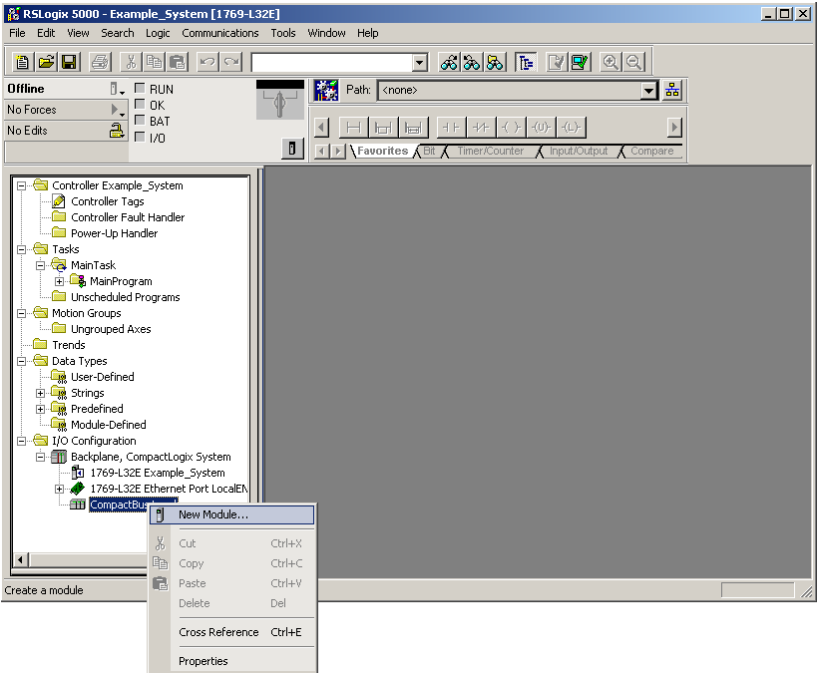 RSLogix 5000 - Example_System [1769-L32E]
File Edit View Search Logic Communications Tools Window Help
Offline
RUN
Path: <none>
No Forces
OK
No Edits
BAT
I/O
Favorites Bit Timer/Counter Input/Output Compare
Controller Example_System
Controller Tags
Controller Fault Handler
Power-Up Handler
Tasks
MainTask
MainProgram
Unscheduled Programs
Motion Groups
Ungrouped Axes
Trends
Data Types
User-Defined
Strings
Predefined
Module-Defined
I/O Configuration
Backplane, CompactLogix System
1769-L32E Example_System
1769-L32E Ethernet Port LocalEN
New Module...
Cut Ctrl+X
Copy Ctrl+C
Paste Ctrl+V
Delete Del
Cross Reference Ctrl+E
Properties
Create a module